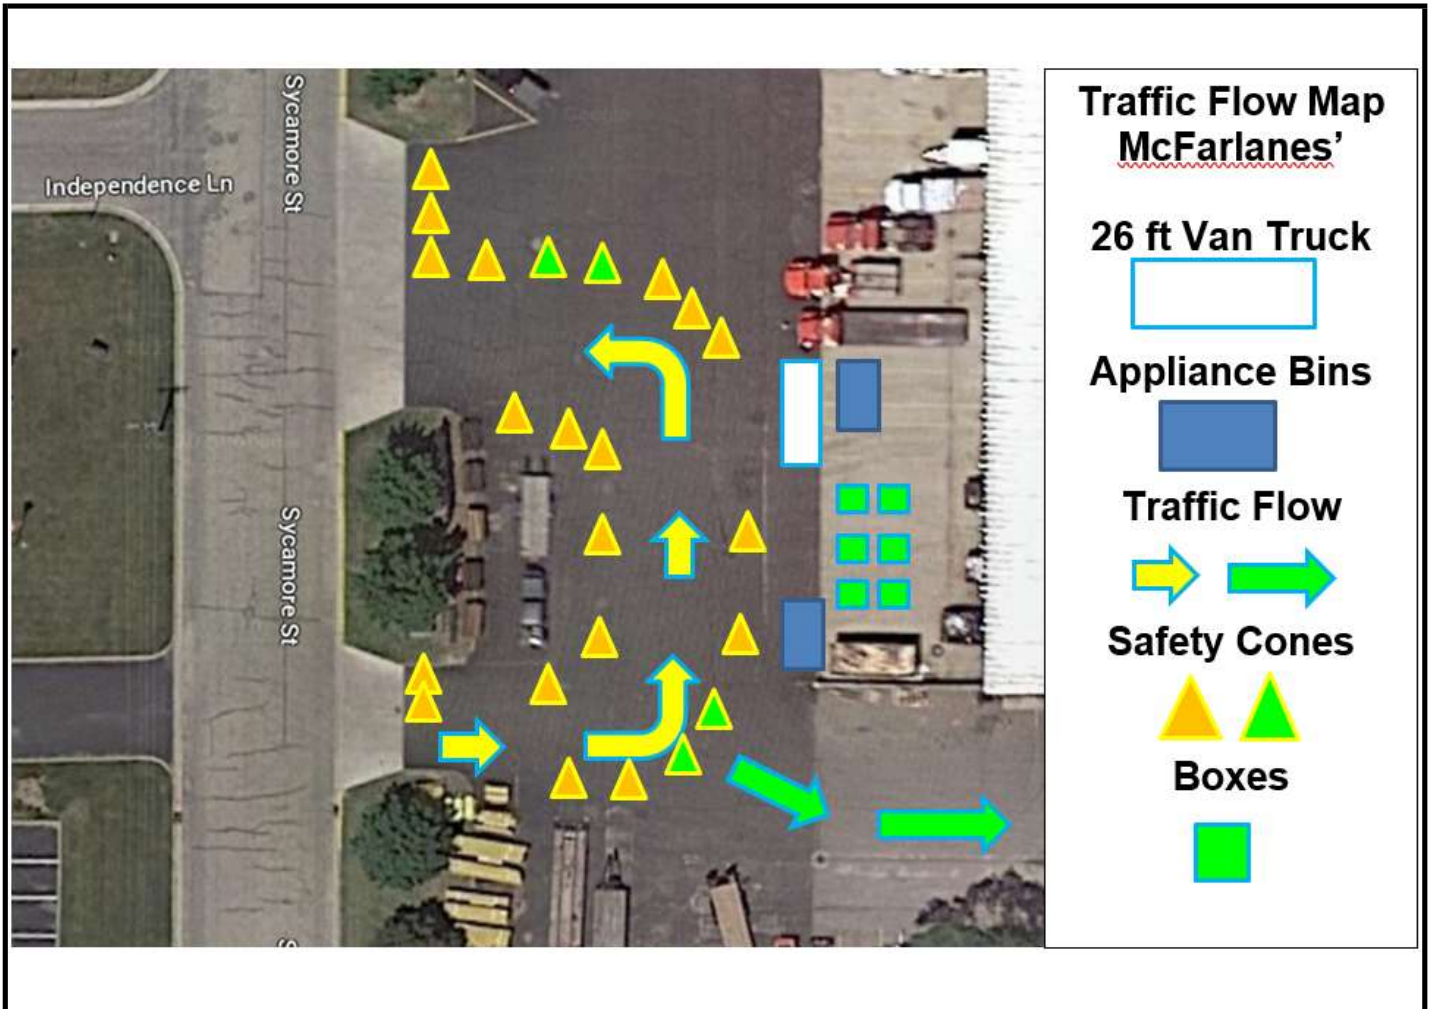 Traffic Flow Map
McFarlanes’
26 ft Van Truck
Appliance Bins
Traffic Flow
Safety Cones
Boxes
Sycamore St
Independence Ln
Sycamore St
S